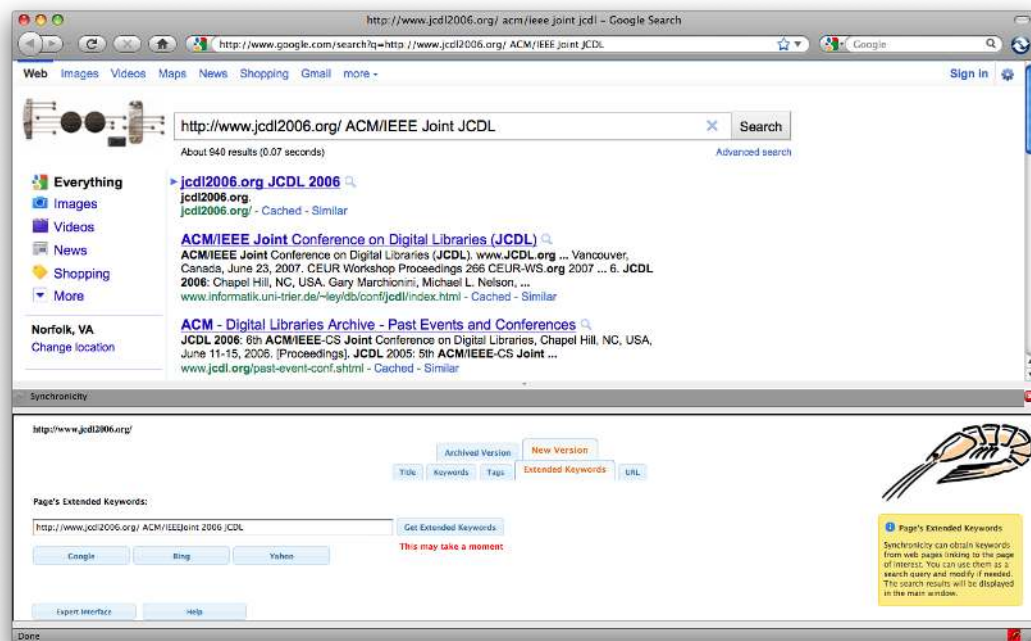 http://www.jcdl2006.org/ acm/ieee joint jcdl - Google Search
http://www.google.com/search?q=http://www.jcdl2006.org/ ACM/IEEE Joint JCDL
Google
Web Images Videos Maps News Shopping Gmail more
Sign in
http://www.jcdl2006.org/ ACM/IEEE Joint JCDL
Search
About 940 results (0.07 seconds)
Advanced search
Everything
Images
Videos
News
Shopping
More
Norfolk, VA
Change location
jcdl2006.org JCDL 2006
jcdl2006.org.
jcdl2006.org/ - Cached - Similar
ACM/IEEE Joint Conference on Digital Libraries (JCDL)
ACM/IEEE Joint Conference on Digital Libraries (JCDL). www.JCDL.org ... Vancouver,
Canada, June 23, 2007. CEUR Workshop Proceedings 266 CEUR-WS.org 2007 ... 6. JCDL
2006: Chapel Hill, NC, USA. Gary Marchionini, Michael L. Nelson, ...
www.informatik.uni-trier.de/~ley/db/conf/jcdl/index.html - Cached - Similar
ACM - Digital Libraries Archive - Past Events and Conferences
JCDL 2006: 6th ACM/IEEE-CS Joint Conference on Digital Libraries, Chapel Hill, NC, USA,
June 11-15, 2006. [Proceedings]. JCDL 2005: 5th ACM/IEEE-CS Joint ...
www.jcdl.org/past-event-conf.shtml - Cached - Similar
Synchronicity
http://www.jcdl2006.org/
Archived Version
New Version
Title
Keywords
Tags
Extended Keywords
URL
Page's Extended Keywords:
http://www.jcdl2006.org/ ACM/IEEEJoint 2006 JCDL
Get Extended Keywords
This may take a moment
Google
Bing
Yahoo
Expert Interface
Help
Page's Extended Keywords
Synchronicity can obtain keywords
from web pages linking to the page
of interest. You can use them as a
search query and modify if needed.
The search results will be displayed
in the main window.
Done